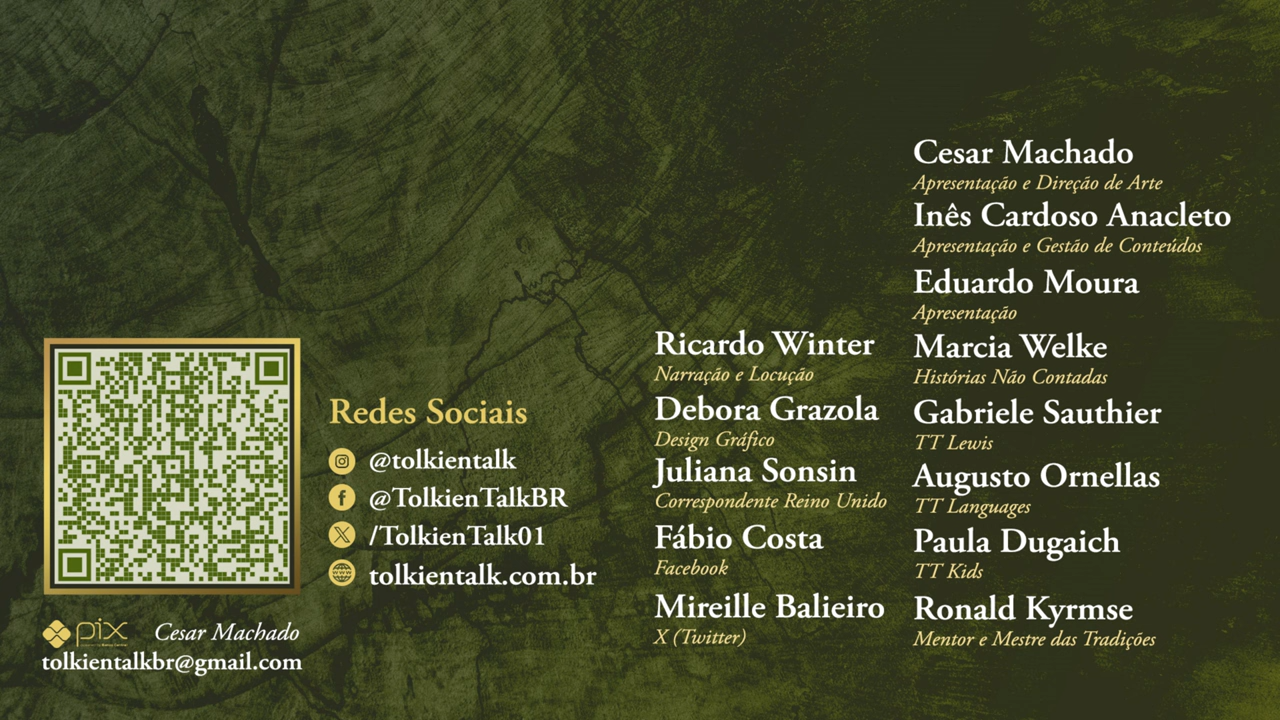 Redes Sociais
@tolkientalk
@TolkienTalkBR
/TolkienTalk01
tolkientalk.com.br
pix
Cesar Machado
tolkientalkbr@gmail.com
Ricardo Winter
Narração e Locução
Debora Grazola
Design Gráfico
Juliana Sonsin
Correspondente Reino Unido
Fábio Costa
Facebook
Mireille Balieiro
X (Twitter)
Cesar Machado
Apresentação e Direção de Arte
Inês Cardoso Anacleto
Apresentação e Gestão de Conteúdos
Eduardo Moura
Apresentação
Marcia Welke
Histórias Não Contadas
Gabriele Sauthier
TT Lewis
Augusto Ornellas
TT Languages
Paula Dugaich
TT Kids
Ronald Kyrmse
Mentor e Mestre das Tradições